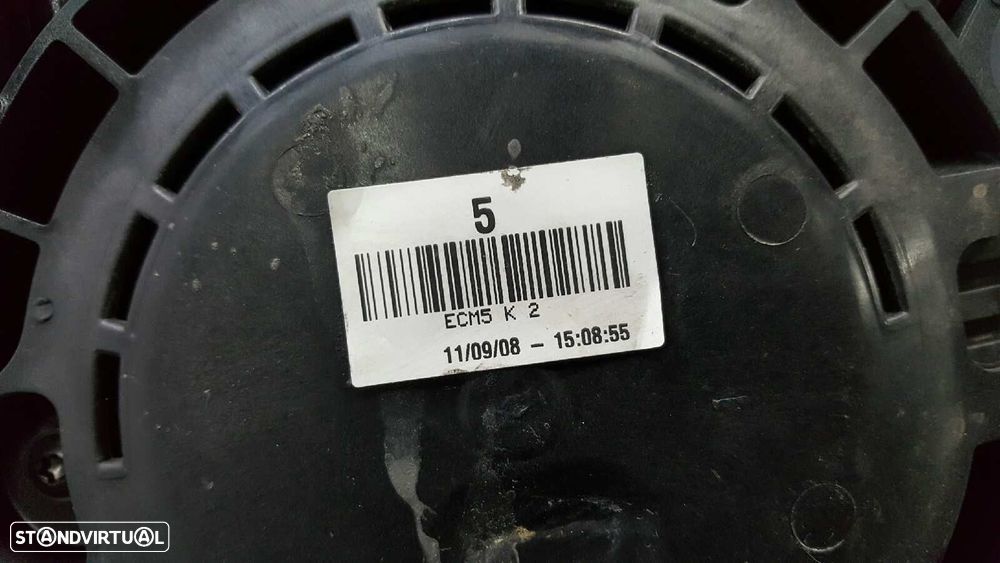 5
ECM5 K 2
11/09/08 - 15:08:55
STANDVIRTUAL